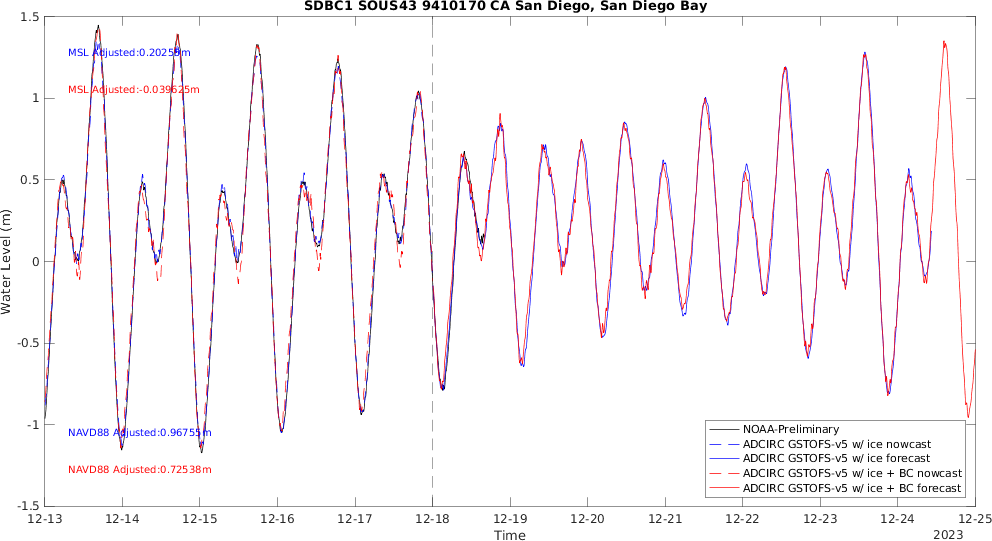 SDBC1 SOUS43 9410170 CA San Diego, San Diego Bay
1.5
1
0.5
0
-0.5
-1
-1.5
Water Level (m)
MSL Adjusted:0.20259m
MSL Adjusted:-0.039625m
NAVD88 Adjusted:0.96755m
NAVD88 Adjusted:0.72538m
NOAA-Preliminary
ADCIRC GSTOFS-v5 w/ ice nowcast
ADCIRC GSTOFS-v5 w/ ice forecast
ADCIRC GSTOFS-v5 w/ ice + BC nowcast
ADCIRC GSTOFS-v5 w/ ice + BC forecast
12-13 12-14 12-15 12-16 12-17 12-18 12-19 12-20 12-21 12-22 12-23 12-24 12-25
Time
2023